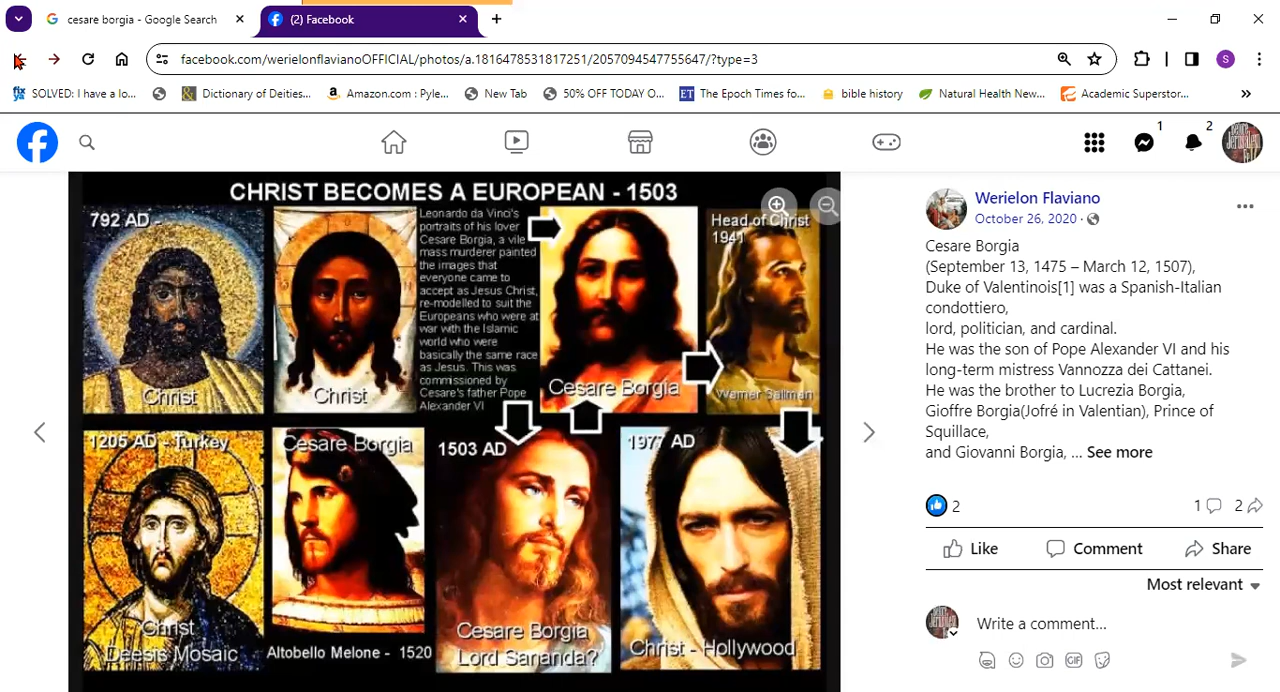 cesare borgia - Google Search
(2) Facebook
facebook.com/werielonflavianoOFFICIAL/photos/a.1816478531817251/2057094547755647/?type=3
S
SOLVED: I have a lo...
Dictionary of Deities...
Amazon.com : Pyle...
New Tab
50% OFF TODAY O...
ET
The Epoch Times fo...
bible history
Natural Health New...
Academic Superstor...
1
2
CHRIST BECOMES A EUROPEAN - 1503
792 AD -
Christ
Christ
Leonardo da Vinci's
portraits of his lover
Cesare Borgia, a vile
mass murderer painted
the images that
everyone came to
accept as Jesus Christ,
re-modelled to suit the
Europeans who were at
war with the Islamic
world who were
basically the same race
as Jesus. This was
commissioned by
Cesare's father Pope
Alexander VI
Cesare Borgia
Head of Christ
1941
Warner Sallman
1205 AD - Turkey
Christ
Deesis Mosaic
Cesare Borgia
Altobello Melone - 1520
1503 AD
Cesare Borgia
Lord Sananda?
1977 AD
Christ - Hollywood
Werielon Flaviano
October 26, 2020 ·
Cesare Borgia
(September 13, 1475 – March 12, 1507),
Duke of Valentinois[1] was a Spanish-Italian
condottiero,
lord, politician, and cardinal.
He was the son of Pope Alexander VI and his
long-term mistress Vannozza dei Cattanei.
He was the brother to Lucrezia Borgia,
Gioffre Borgia(Jofré in Valentian), Prince of
Squillace,
and Giovanni Borgia, ... See more
2
1
2
Like
Comment
Share
Most relevant
Write a comment...
GIF